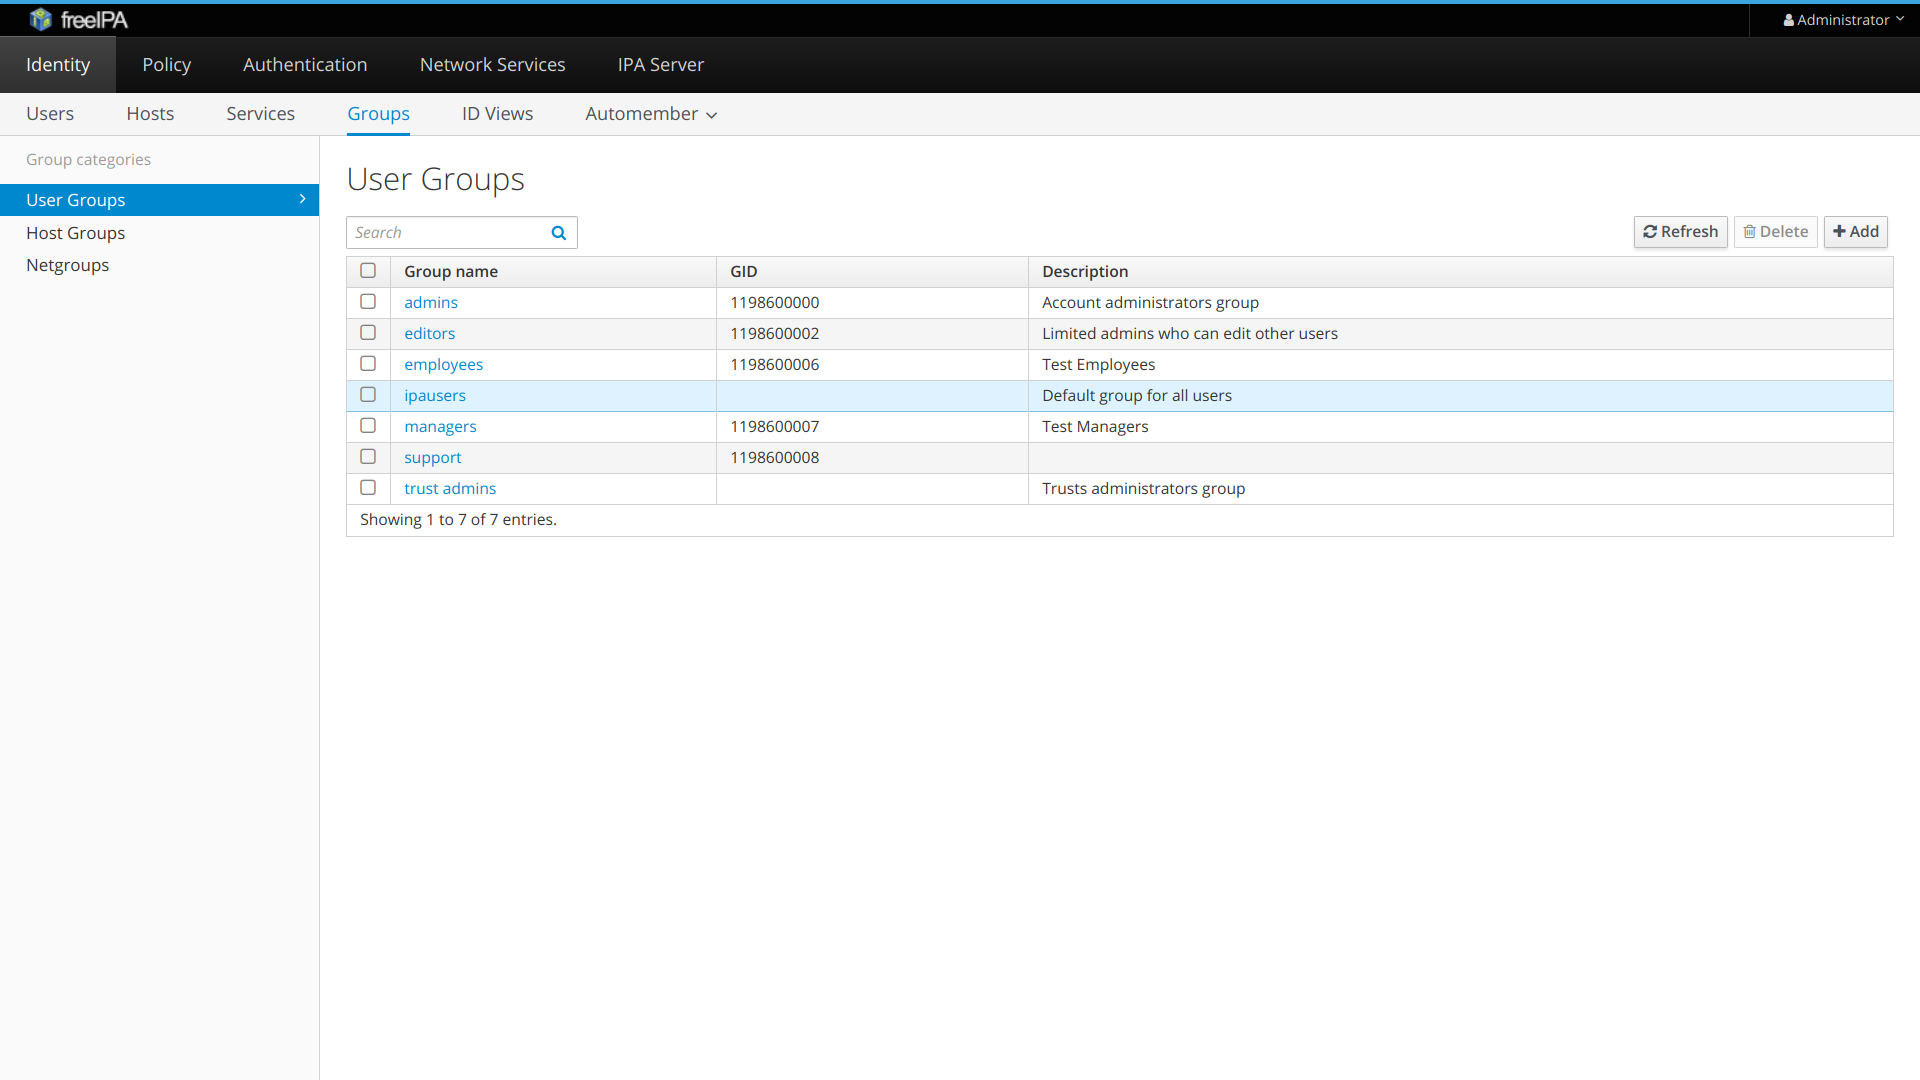 freeIPA
Administrator
Identity Policy Authentication Network Services IPA Server
Users Hosts Services Groups ID Views Automember
Group categories
User Groups
Host Groups
Netgroups
User Groups
Search
Refresh Delete Add
Group name GID Description
admins 1198600000 Account administrators group
editors 1198600002 Limited admins who can edit other users
employees 1198600006 Test Employees
ipausers Default group for all users
managers 1198600007 Test Managers
support 1198600008
trust admins Trusts administrators group
Showing 1 to 7 of 7 entries.